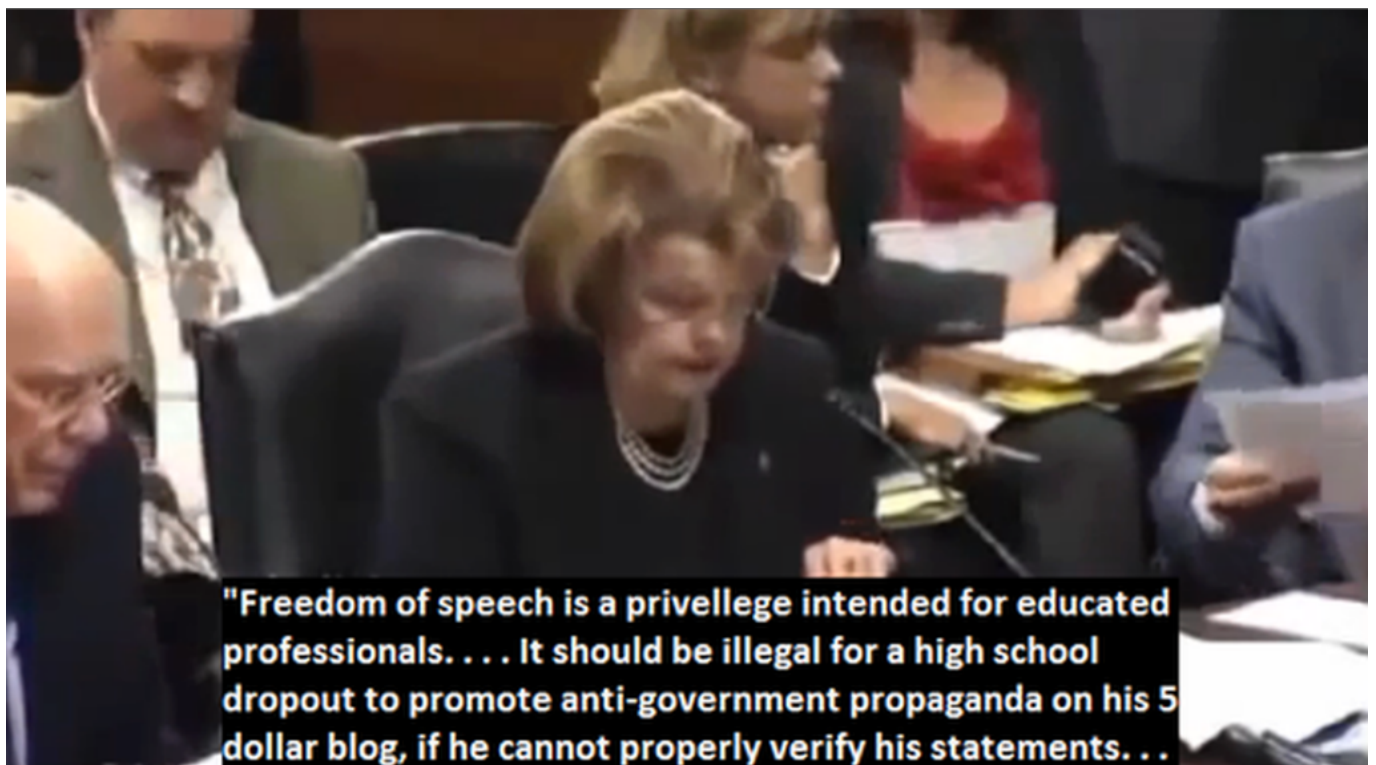 "Freedom of speech is a privellege intended for educated
professionals. . . . It should be illegal for a high school
dropout to promote anti-government propaganda on his 5
dollar blog, if he cannot properly verify his statements. . .